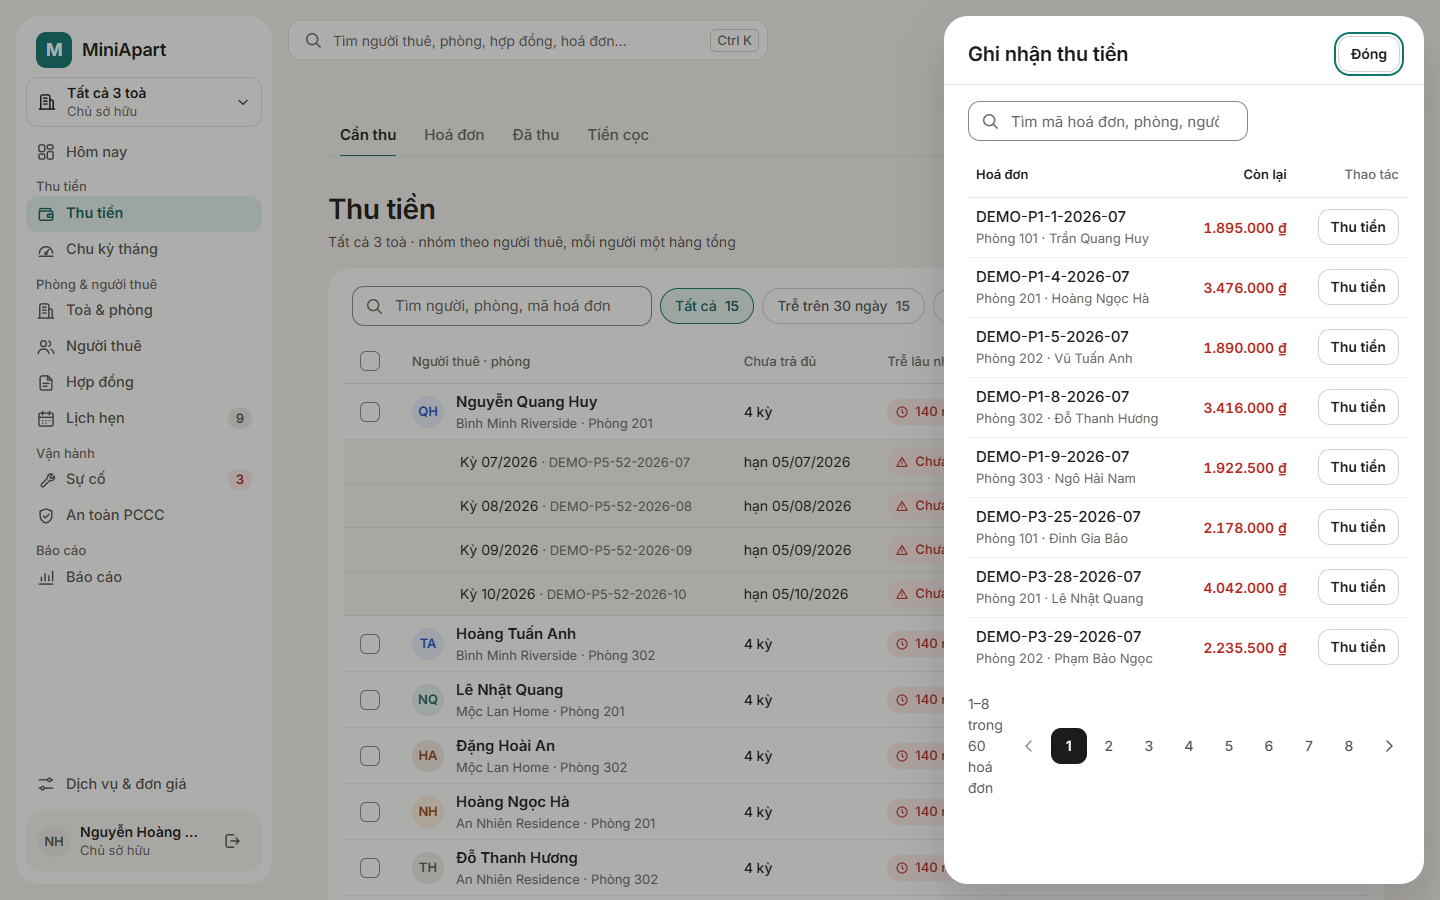 M MiniApart
Tất cả 3 toà
Chủ sở hữu
Hôm nay
Thu tiền
Thu tiền
Chu kỳ tháng
Phòng & người thuê
Toà & phòng
Người thuê
Hợp đồng
Lịch hẹn 9
Vận hành
Sự cố 3
An toàn PCCC
Báo cáo
Báo cáo
Dịch vụ & đơn giá
NH Nguyễn Hoàng ...
Chủ sở hữu
Tìm người thuê, phòng, hợp đồng, hoá đơn... Ctrl K
Cần thu Hoá đơn Đã thu Tiền cọc
Thu tiền
Tất cả 3 toà · nhóm theo người thuê, mỗi người một hàng tổng
Tìm người, phòng, mã hoá đơn Tất cả 15 Trễ trên 30 ngày 15
Người thuê · phòng Chưa trả đủ Trễ lâu
QH Nguyễn Quang Huy 4 kỳ 140
Bình Minh Riverside · Phòng 201
Kỳ 07/2026 · DEMO-P5-52-2026-07 hạn 05/07/2026 Chưa
Kỳ 08/2026 · DEMO-P5-52-2026-08 hạn 05/08/2026 Chưa
Kỳ 09/2026 · DEMO-P5-52-2026-09 hạn 05/09/2026 Chưa
Kỳ 10/2026 · DEMO-P5-52-2026-10 hạn 05/10/2026 Chưa
TA Hoàng Tuấn Anh 4 kỳ 140
Bình Minh Riverside · Phòng 302
NQ Lê Nhật Quang 4 kỳ 140
Mộc Lan Home · Phòng 201
HA Đặng Hoài An 4 kỳ 140
Mộc Lan Home · Phòng 302
NH Hoàng Ngọc Hà 4 kỳ 140
An Nhiên Residence · Phòng 201
TH Đỗ Thanh Hương 4 kỳ 140
An Nhiên Residence · Phòng 302
Ghi nhận thu tiền Đóng
Tìm mã hoá đơn, phòng, ngườ
Hoá đơn Còn lại Thao tác
DEMO-P1-1-2026-07 1.895.000 ₫ Thu tiền
Phòng 101 · Trần Quang Huy
DEMO-P1-4-2026-07 3.476.000 ₫ Thu tiền
Phòng 201 · Hoàng Ngọc Hà
DEMO-P1-5-2026-07 1.890.000 ₫ Thu tiền
Phòng 202 · Vũ Tuấn Anh
DEMO-P1-8-2026-07 3.416.000 ₫ Thu tiền
Phòng 302 · Đỗ Thanh Hương
DEMO-P1-9-2026-07 1.922.500 ₫ Thu tiền
Phòng 303 · Ngô Hải Nam
DEMO-P3-25-2026-07 2.178.000 ₫ Thu tiền
Phòng 101 · Đinh Gia Bảo
DEMO-P3-28-2026-07 4.042.000 ₫ Thu tiền
Phòng 201 · Lê Nhật Quang
DEMO-P3-29-2026-07 2.235.500 ₫ Thu tiền
Phòng 202 · Phạm Bảo Ngọc
1–8
trong
60
hoá
đơn
1 2 3 4 5 6 7 8